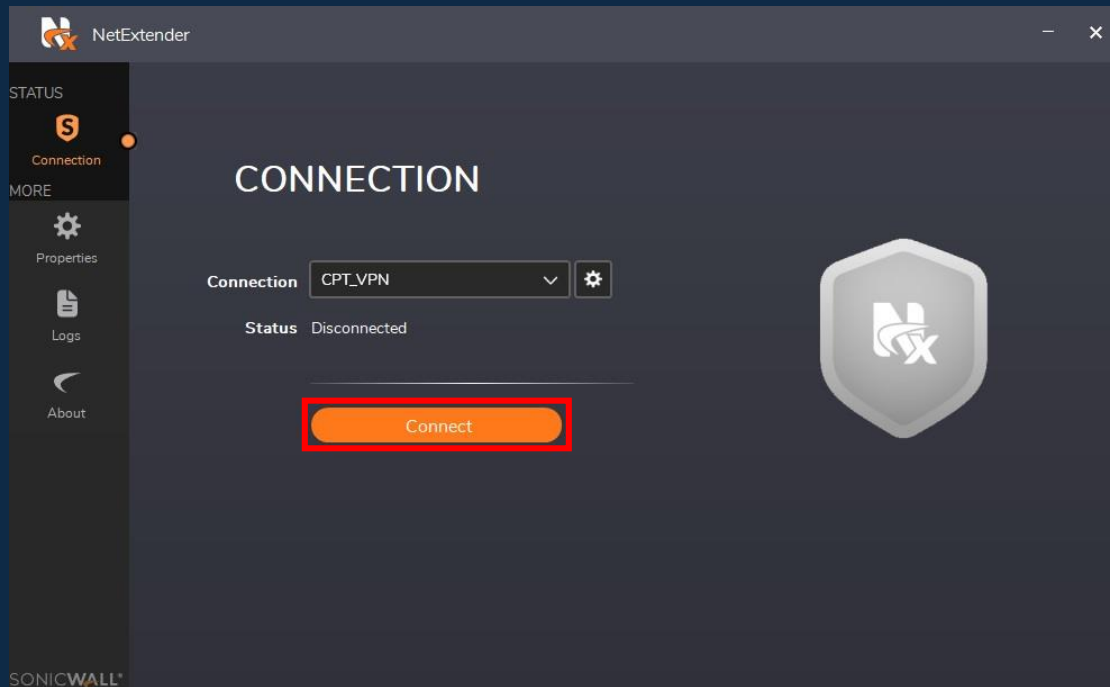 NetExtender
STATUS
Connection
MORE
Properties
Logs
About
CONNECTION
Connection CPT_VPN
Status Disconnected
Connect
SONICWALL